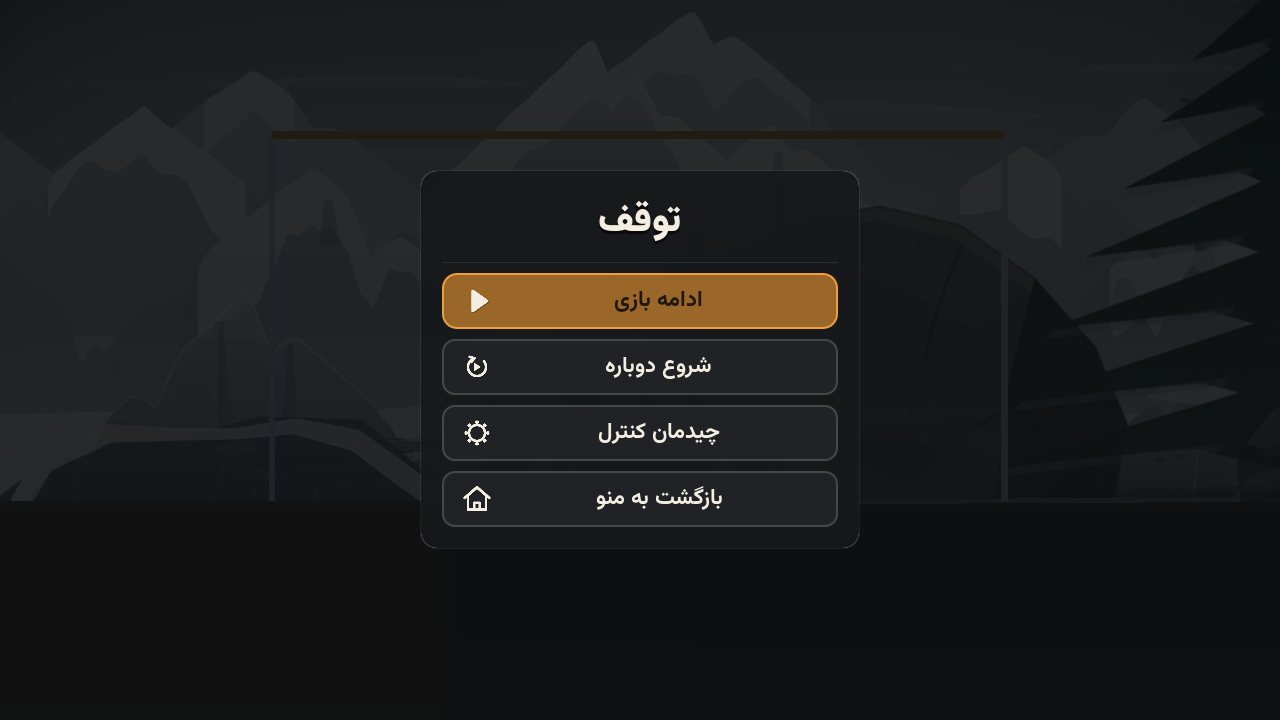 توقف
ادامه بازی
شروع دوباره
چیدمان کنترل
بازگشت به منو